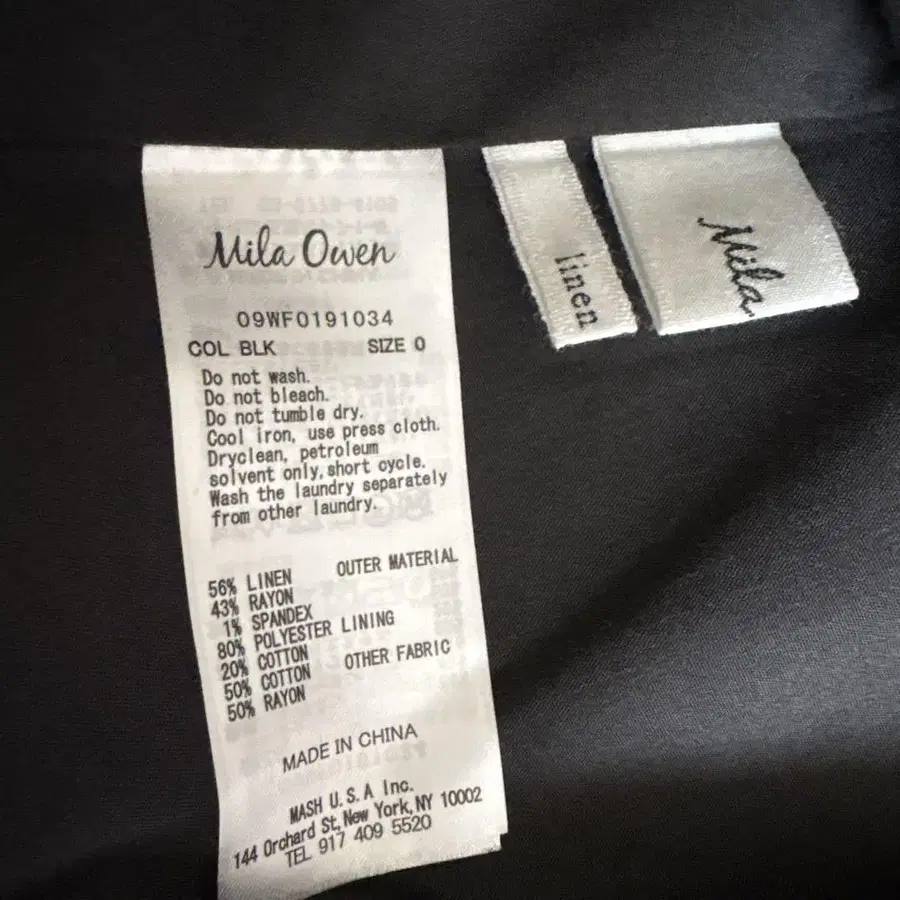 Mila Owen
09WF0191034
COL BLK SIZE 0
Do not wash.
Do not bleach.
Do not tumble dry.
Cool iron, use press cloth.
Dryclean, petroleum
solvent only,short cycle.
Wash the laundry separately
from other laundry.
OUTER MATERIAL
56% LINEN
43% RAYON
1% SPANDEX
80% POLYESTER LINING
20% COTTON
OTHER FABRIC
50% COTTON
50% RAYON
MADE IN CHINA
MASH U.S.A Inc.
144 Orchard St,New York,NY 10002
TEL 917 409 5520
linen
Mila